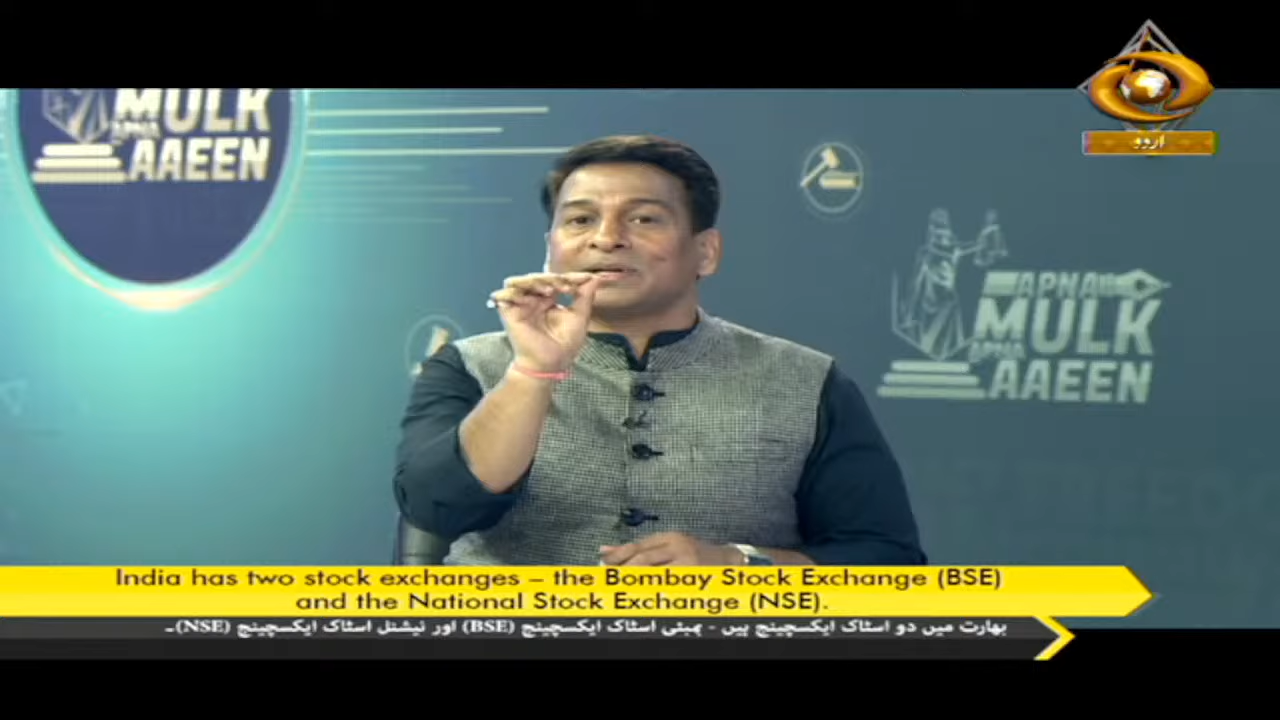 MULK
APNA
AAEEN
اردو
APNA
MULK
APNA
AAEEN
India has two stock exchanges – the Bombay Stock Exchange (BSE)
and the National Stock Exchange (NSE).
بھارت میں دو اسٹاک ایکسچینج ہیں - بمبئی اسٹاک ایکسچینج (BSE) اور نیشنل اسٹاک ایکسچینج (NSE)۔